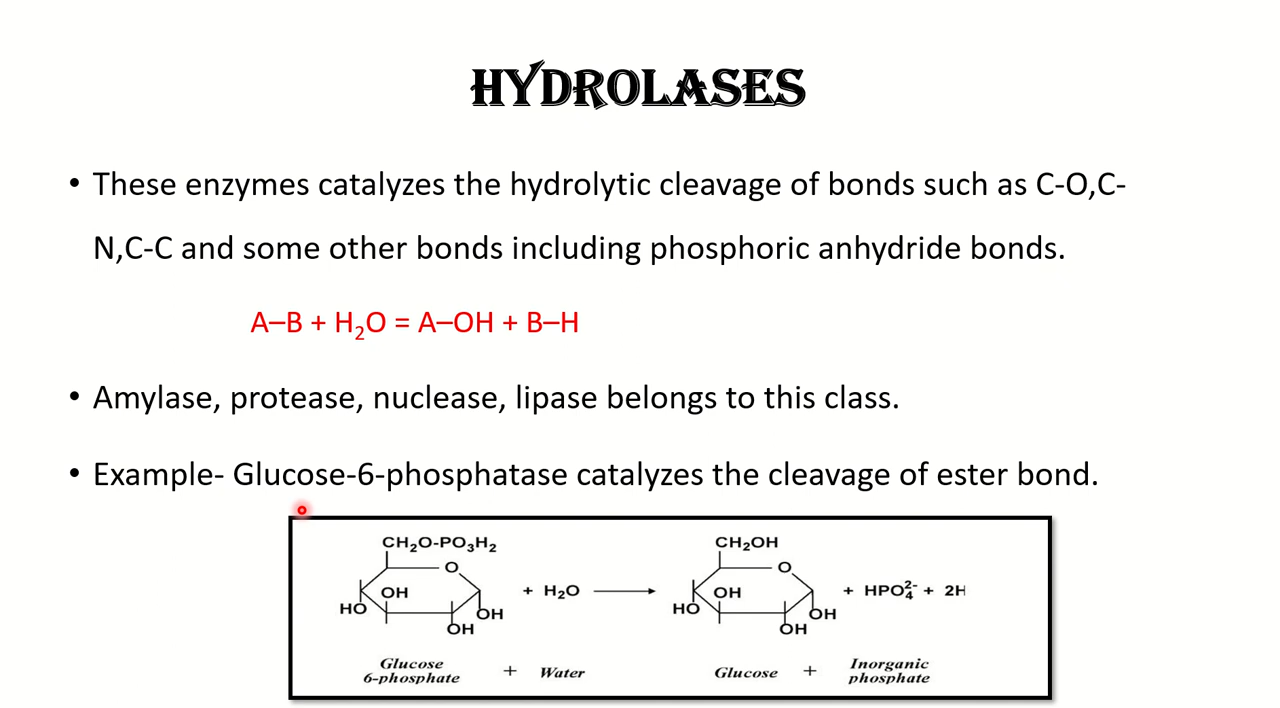 HYDROLASES
• These enzymes catalyzes the hydrolytic cleavage of bonds such as C-O,C-
N,C-C and some other bonds including phosphoric anhydride bonds.
A–B + H₂O = A–OH + B–H
• Amylase, protease, nuclease, lipase belongs to this class.
• Example- Glucose-6-phosphatase catalyzes the cleavage of ester bond.
CH₂O-PO₃H₂ CH₂OH
O O
OH + H₂O OH + HPO₄²⁻ + 2H
HO OH HO OH
OH OH
Glucose Inorganic
6-phosphate + Water Glucose + phosphate